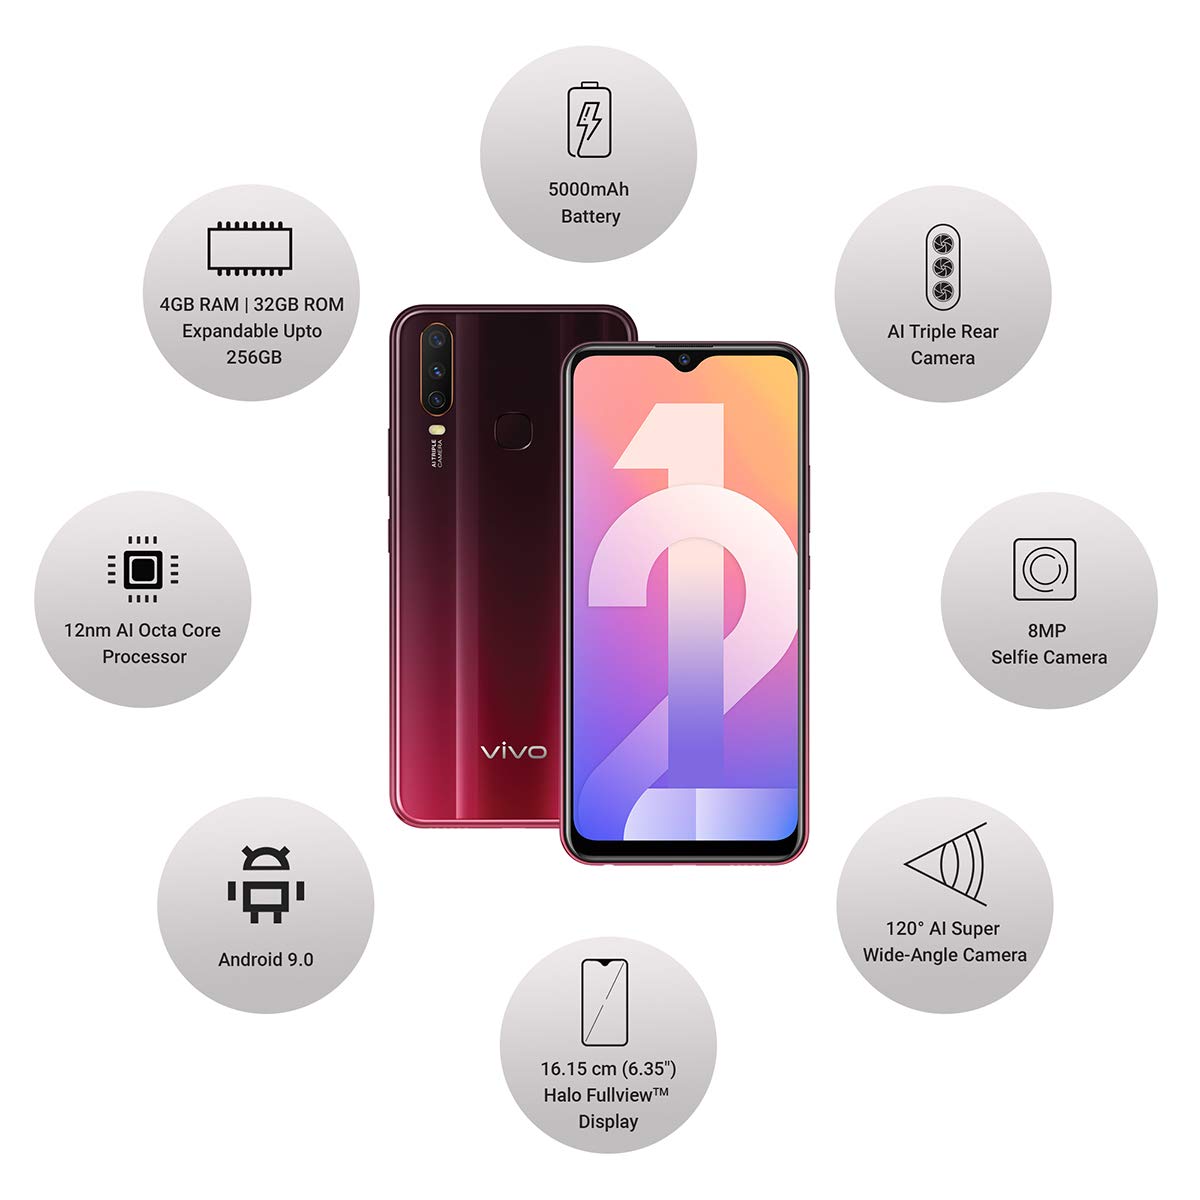 5000mAh
Battery
4GB RAM | 32GB ROM
Expandable Upto
256GB
AI Triple Rear
Camera
AI TRIPLE
CAMERA
12
12nm AI Octa Core
Processor
8MP
Selfie Camera
vivo
Android 9.0
120° AI Super
Wide-Angle Camera
16.15 cm (6.35")
Halo Fullview™
Display